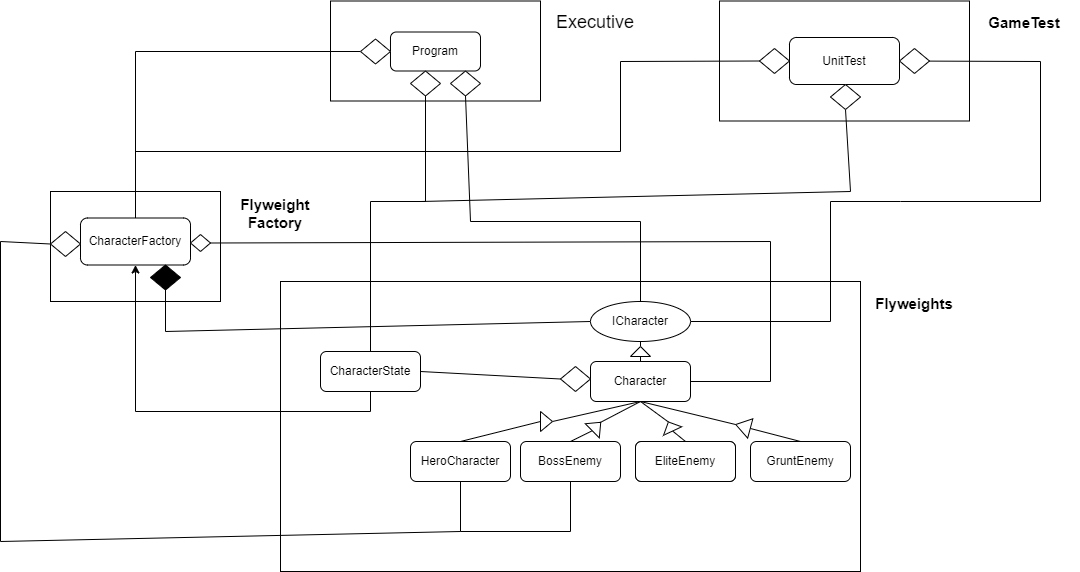 Executive
GameTest
Program
UnitTest
Flyweight
Factory
CharacterFactory
Flyweights
ICharacter
CharacterState
Character
HeroCharacter
BossEnemy
EliteEnemy
GruntEnemy